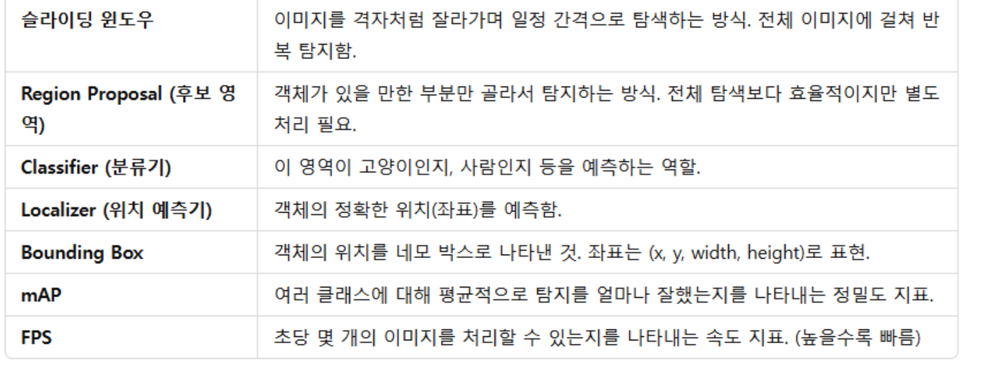 슬라이딩 윈도우
이미지를 격자처럼 잘라가며 일정 간격으로 탐색하는 방식. 전체 이미지에 걸쳐 반
복 탐지함.
Region Proposal (후보 영
역)
객체가 있을 만한 부분만 골라서 탐지하는 방식. 전체 탐색보다 효율적이지만 별도
처리 필요.
Classifier (분류기)
이 영역이 고양이인지, 사람인지 등을 예측하는 역할.
Localizer (위치 예측기)
객체의 정확한 위치(좌표)를 예측함.
Bounding Box
객체의 위치를 네모 박스로 나타낸 것. 좌표는 (x, y, width, height)로 표현.
mAP
여러 클래스에 대해 평균적으로 탐지를 얼마나 잘했는지를 나타내는 정밀도 지표.
FPS
초당 몇 개의 이미지를 처리할 수 있는지를 나타내는 속도 지표. (높을수록 빠름)